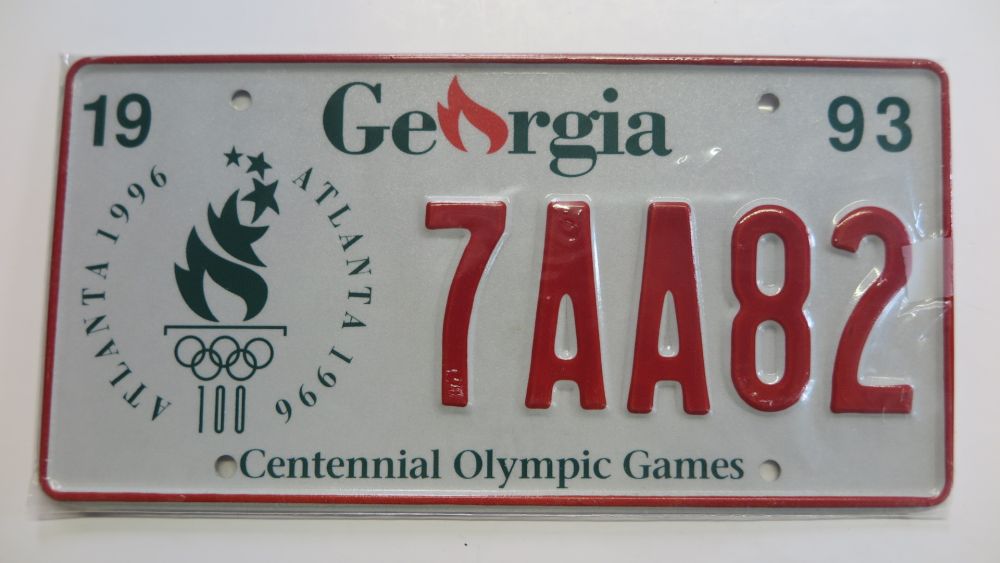 19 Georgia 93
ATLANTA 1996 ATLANTA 1996
7AA82
100
Centennial Olympic Games